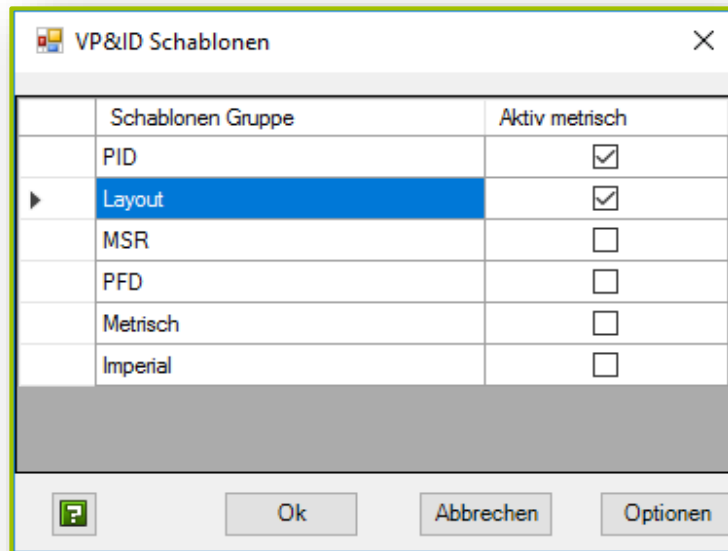 VP&ID Schablonen
Schablonen Gruppe Aktiv metrisch
PID
Layout
MSR
PFD
Metrisch
Imperial
? Ok Abbrechen Optionen